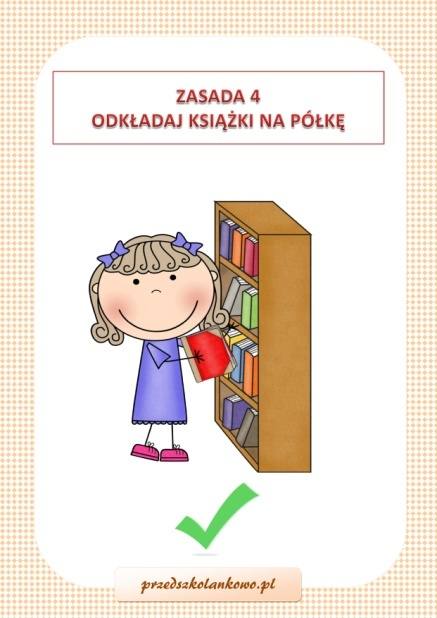 ZASADA 4
ODKŁADAJ KSIĄŻKI NA PÓŁKĘ
przedszkolankowo.pl